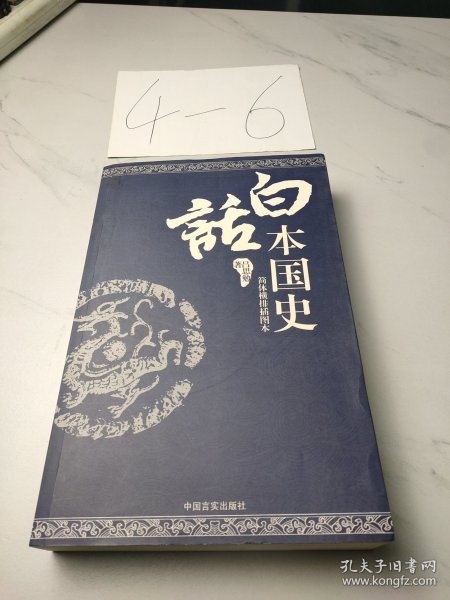 4-6
白话
本国史
吕思勉
著
简体横排插图本
中国言实出版社
孔夫子旧书网
www.kongfz.com